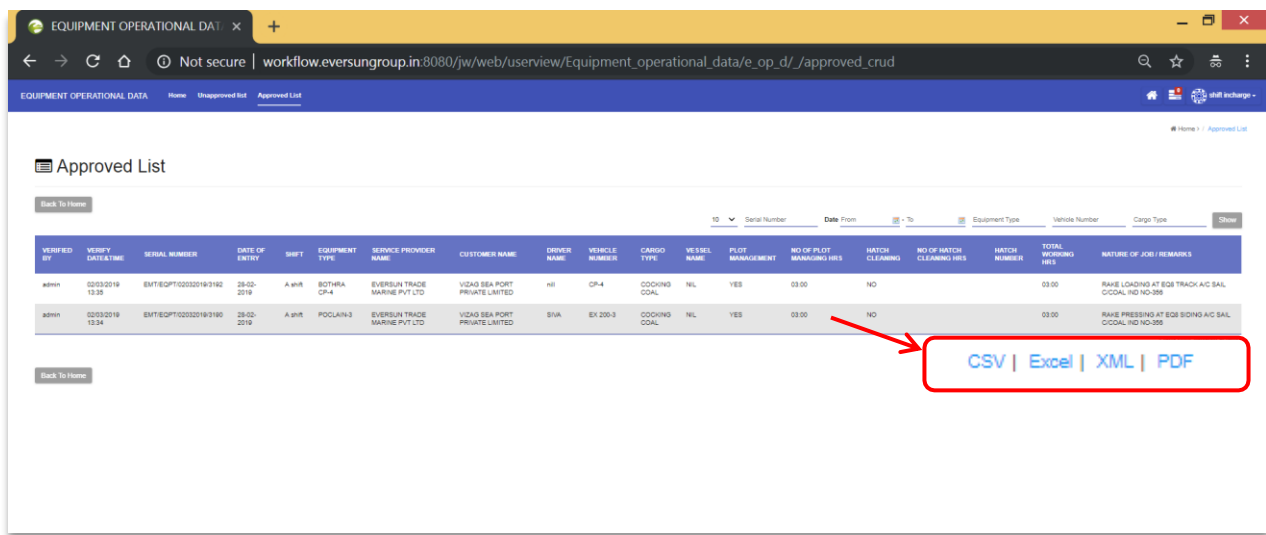 EQUIPMENT OPERATIONAL DAT
Not secure | workflow.eversungroup.in:8080/jw/web/userview/Equipment_operational_data/e_op_d/_/approved_crud
EQUIPMENT OPERATIONAL DATA Home Unapproved list Approved List shift incharge
Home > / Approved List
Approved List
Back To Home
10 Serial Number Date From - To Equipment Type Vehicle Number Cargo Type Show
VERIFIED BY VERIFY DATE&TIME SERIAL NUMBER DATE OF ENTRY SHIFT EQUIPMENT TYPE SERVICE PROVIDER NAME CUSTOMER NAME DRIVER NAME VEHICLE NUMBER CARGO TYPE VESSEL NAME PLOT MANAGEMENT NO OF PLOT MANAGING HRS HATCH CLEANING NO OF HATCH CLEANING HRS HATCH NUMBER TOTAL WORKING HRS NATURE OF JOB / REMARKS
admin 02/03/2019 13:35 EMT/EQPT/02032019/3192 28-02-2019 A shift BOTHRA CP-4 EVERSUN TRADE MARINE PVT LTD VIZAG SEA PORT PRIVATE LIMITED nill CP-4 COOKING COAL NIL YES 03:00 NO 03:00 RAKE LOADING AT EQ8 TRACK A/C SAIL, C/COAL IND NO-366
admin 02/03/2019 13:34 EMT/EQPT/02032019/3190 28-02-2019 A shift POCLAIN-3 EVERSUN TRADE MARINE PVT LTD VIZAG SEA PORT PRIVATE LIMITED SIVA EX 200-3 COOKING COAL NIL YES 03:00 NO 03:00 RAKE PRESSING AT EQ8 SIDING A/C SAIL, C/COAL IND NO-366
CSV | Excel | XML | PDF
Back To Home